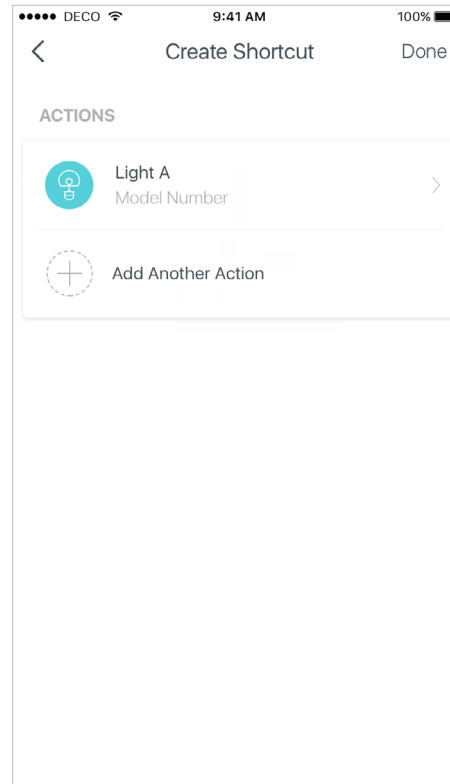 DECO 9:41 AM 100%
Create Shortcut Done
ACTIONS
Light A
Model Number
Add Another Action